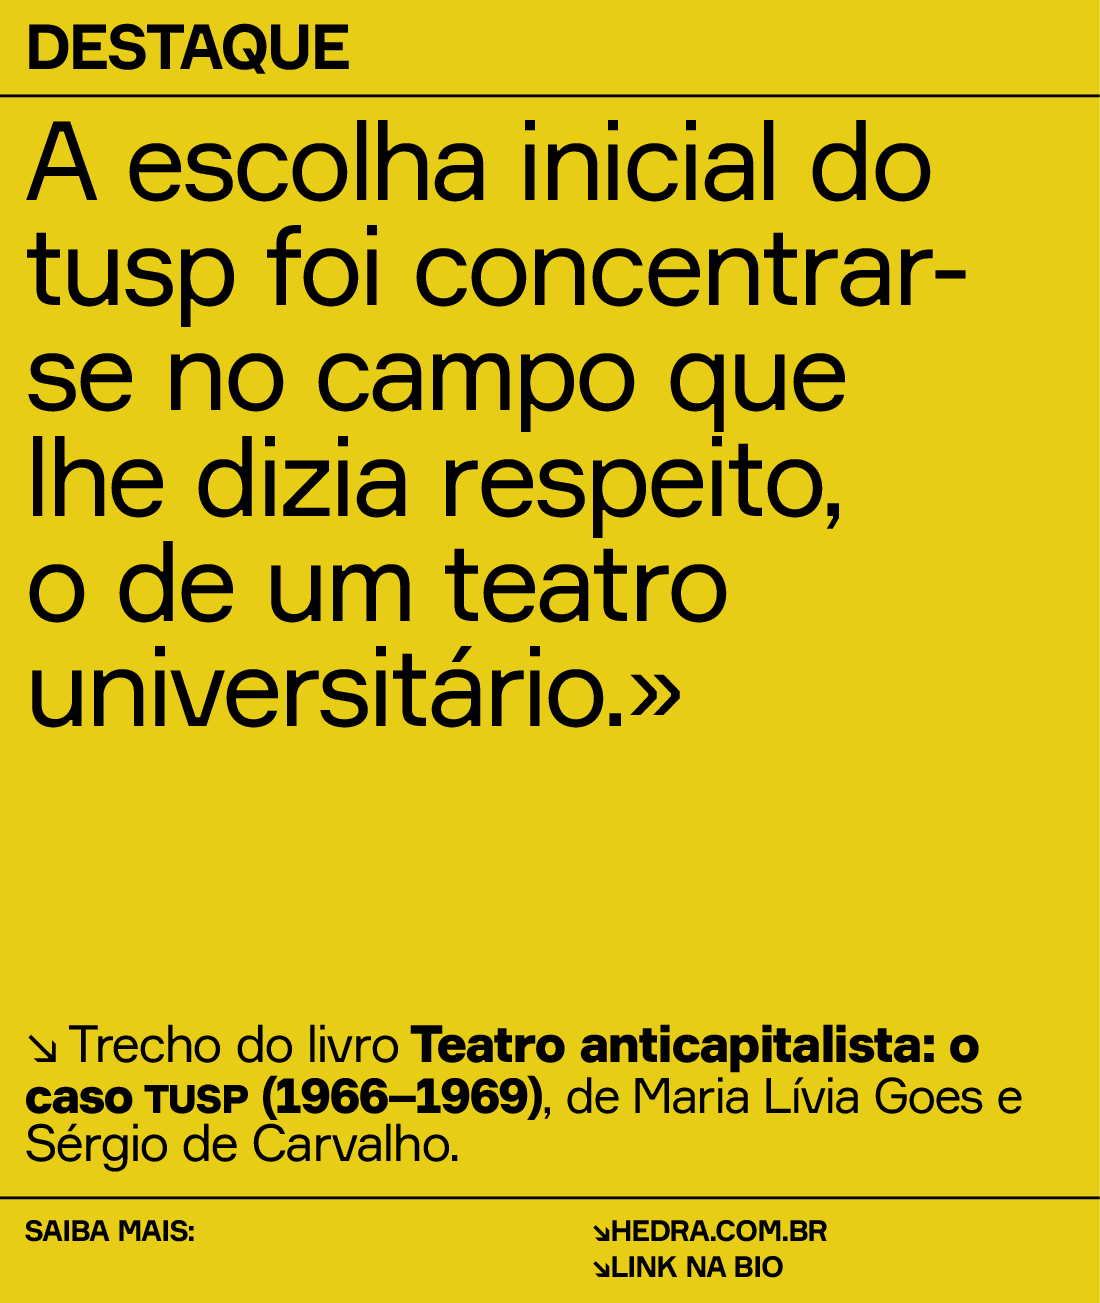 DESTAQUE
A escolha inicial do
tusp foi concentrar-
se no campo que
lhe dizia respeito,
o de um teatro
universitário.»
↘ Trecho do livro Teatro anticapitalista: o
caso TUSP (1966–1969), de Maria Lívia Goes e
Sérgio de Carvalho.
SAIBA MAIS:
↘HEDRA.COM.BR
↘LINK NA BIO